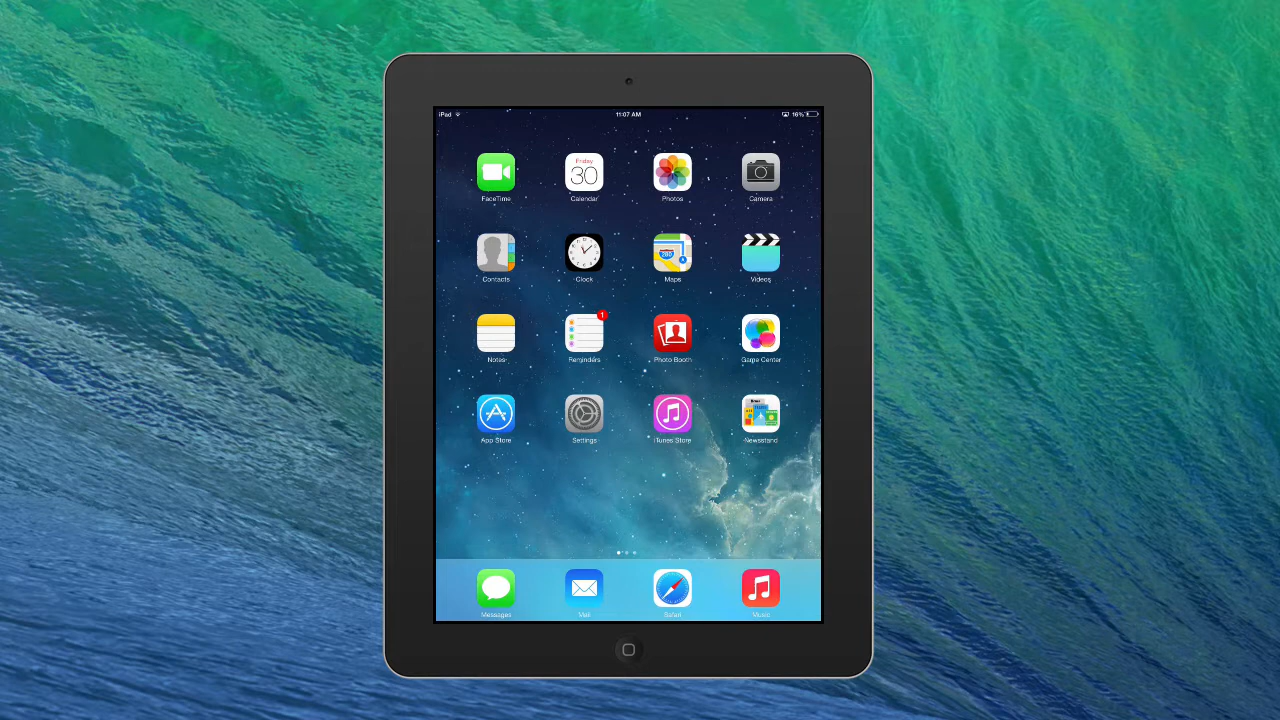 iPad 11:07 AM 16%
Friday
30
FaceTime Calendar Photos Camera
280
Contacts Clock Maps Videos
1
Notes Reminders Photo Booth Game Center
App Store Settings iTunes Store Newsstand
Messages Mail Safari Music